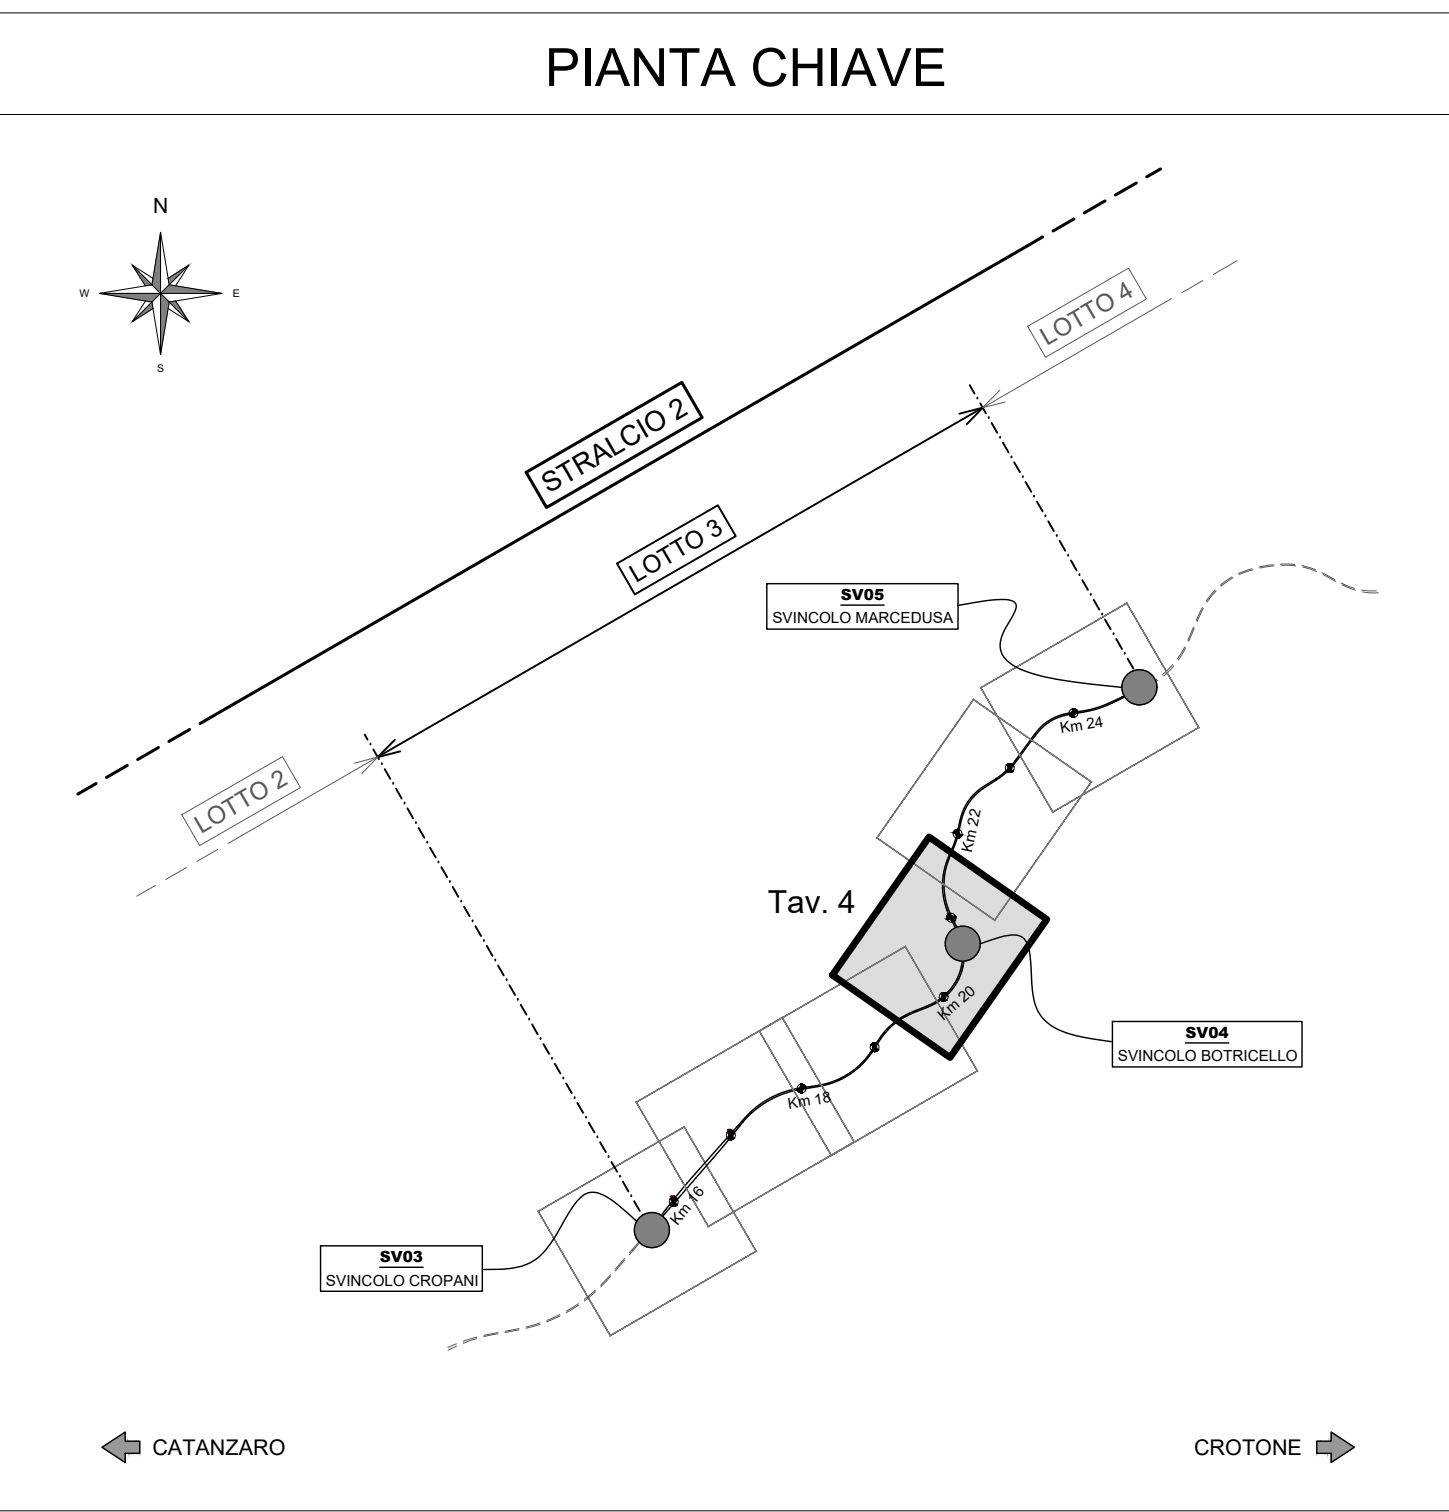 PIANTA CHIAVE
N
W
E
S
LOTTO 4
STRALCIO 2
LOTTO 3
SV05
SVINCOLO MARCEDUSA
Km 24
LOTTO 2
Km 22
Tav. 4
Km 20
SV04
SVINCOLO BOTRICELLO
Km 18
Km 16
SV03
SVINCOLO CROPANI
CATANZARO
CROTONE